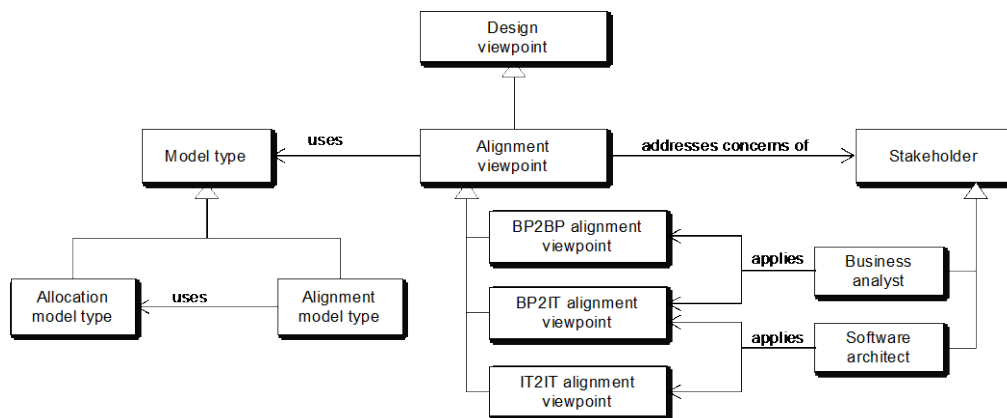 Design
viewpoint
uses
addresses concerns of
Model type
Alignment
viewpoint
Stakeholder
BP2BP alignment
viewpoint
applies
Business
analyst
Allocation
model type
uses
Alignment
model type
BP2IT alignment
viewpoint
applies
Software
architect
IT2IT alignment
viewpoint